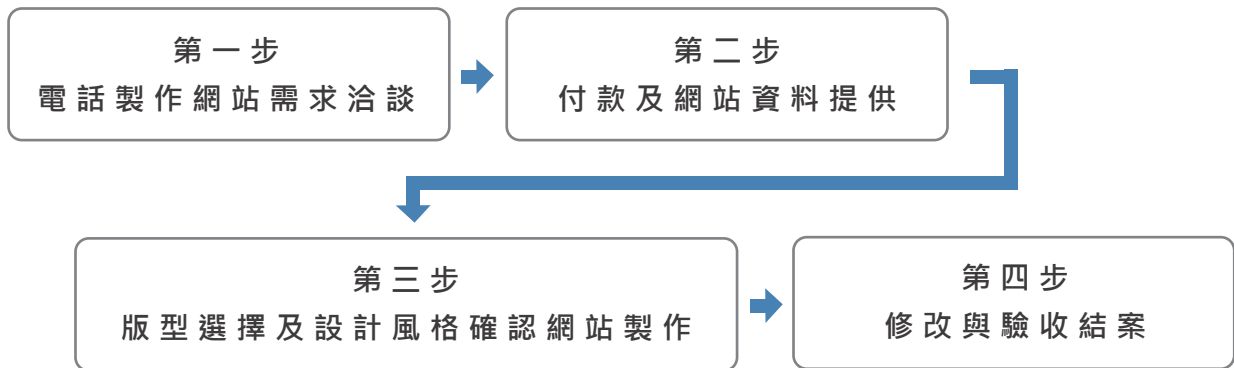 第一步
電話製作網站需求洽談
第二步
付款及網站資料提供
第三步
版型選擇及設計風格確認網站製作
第四步
修改與驗收結案